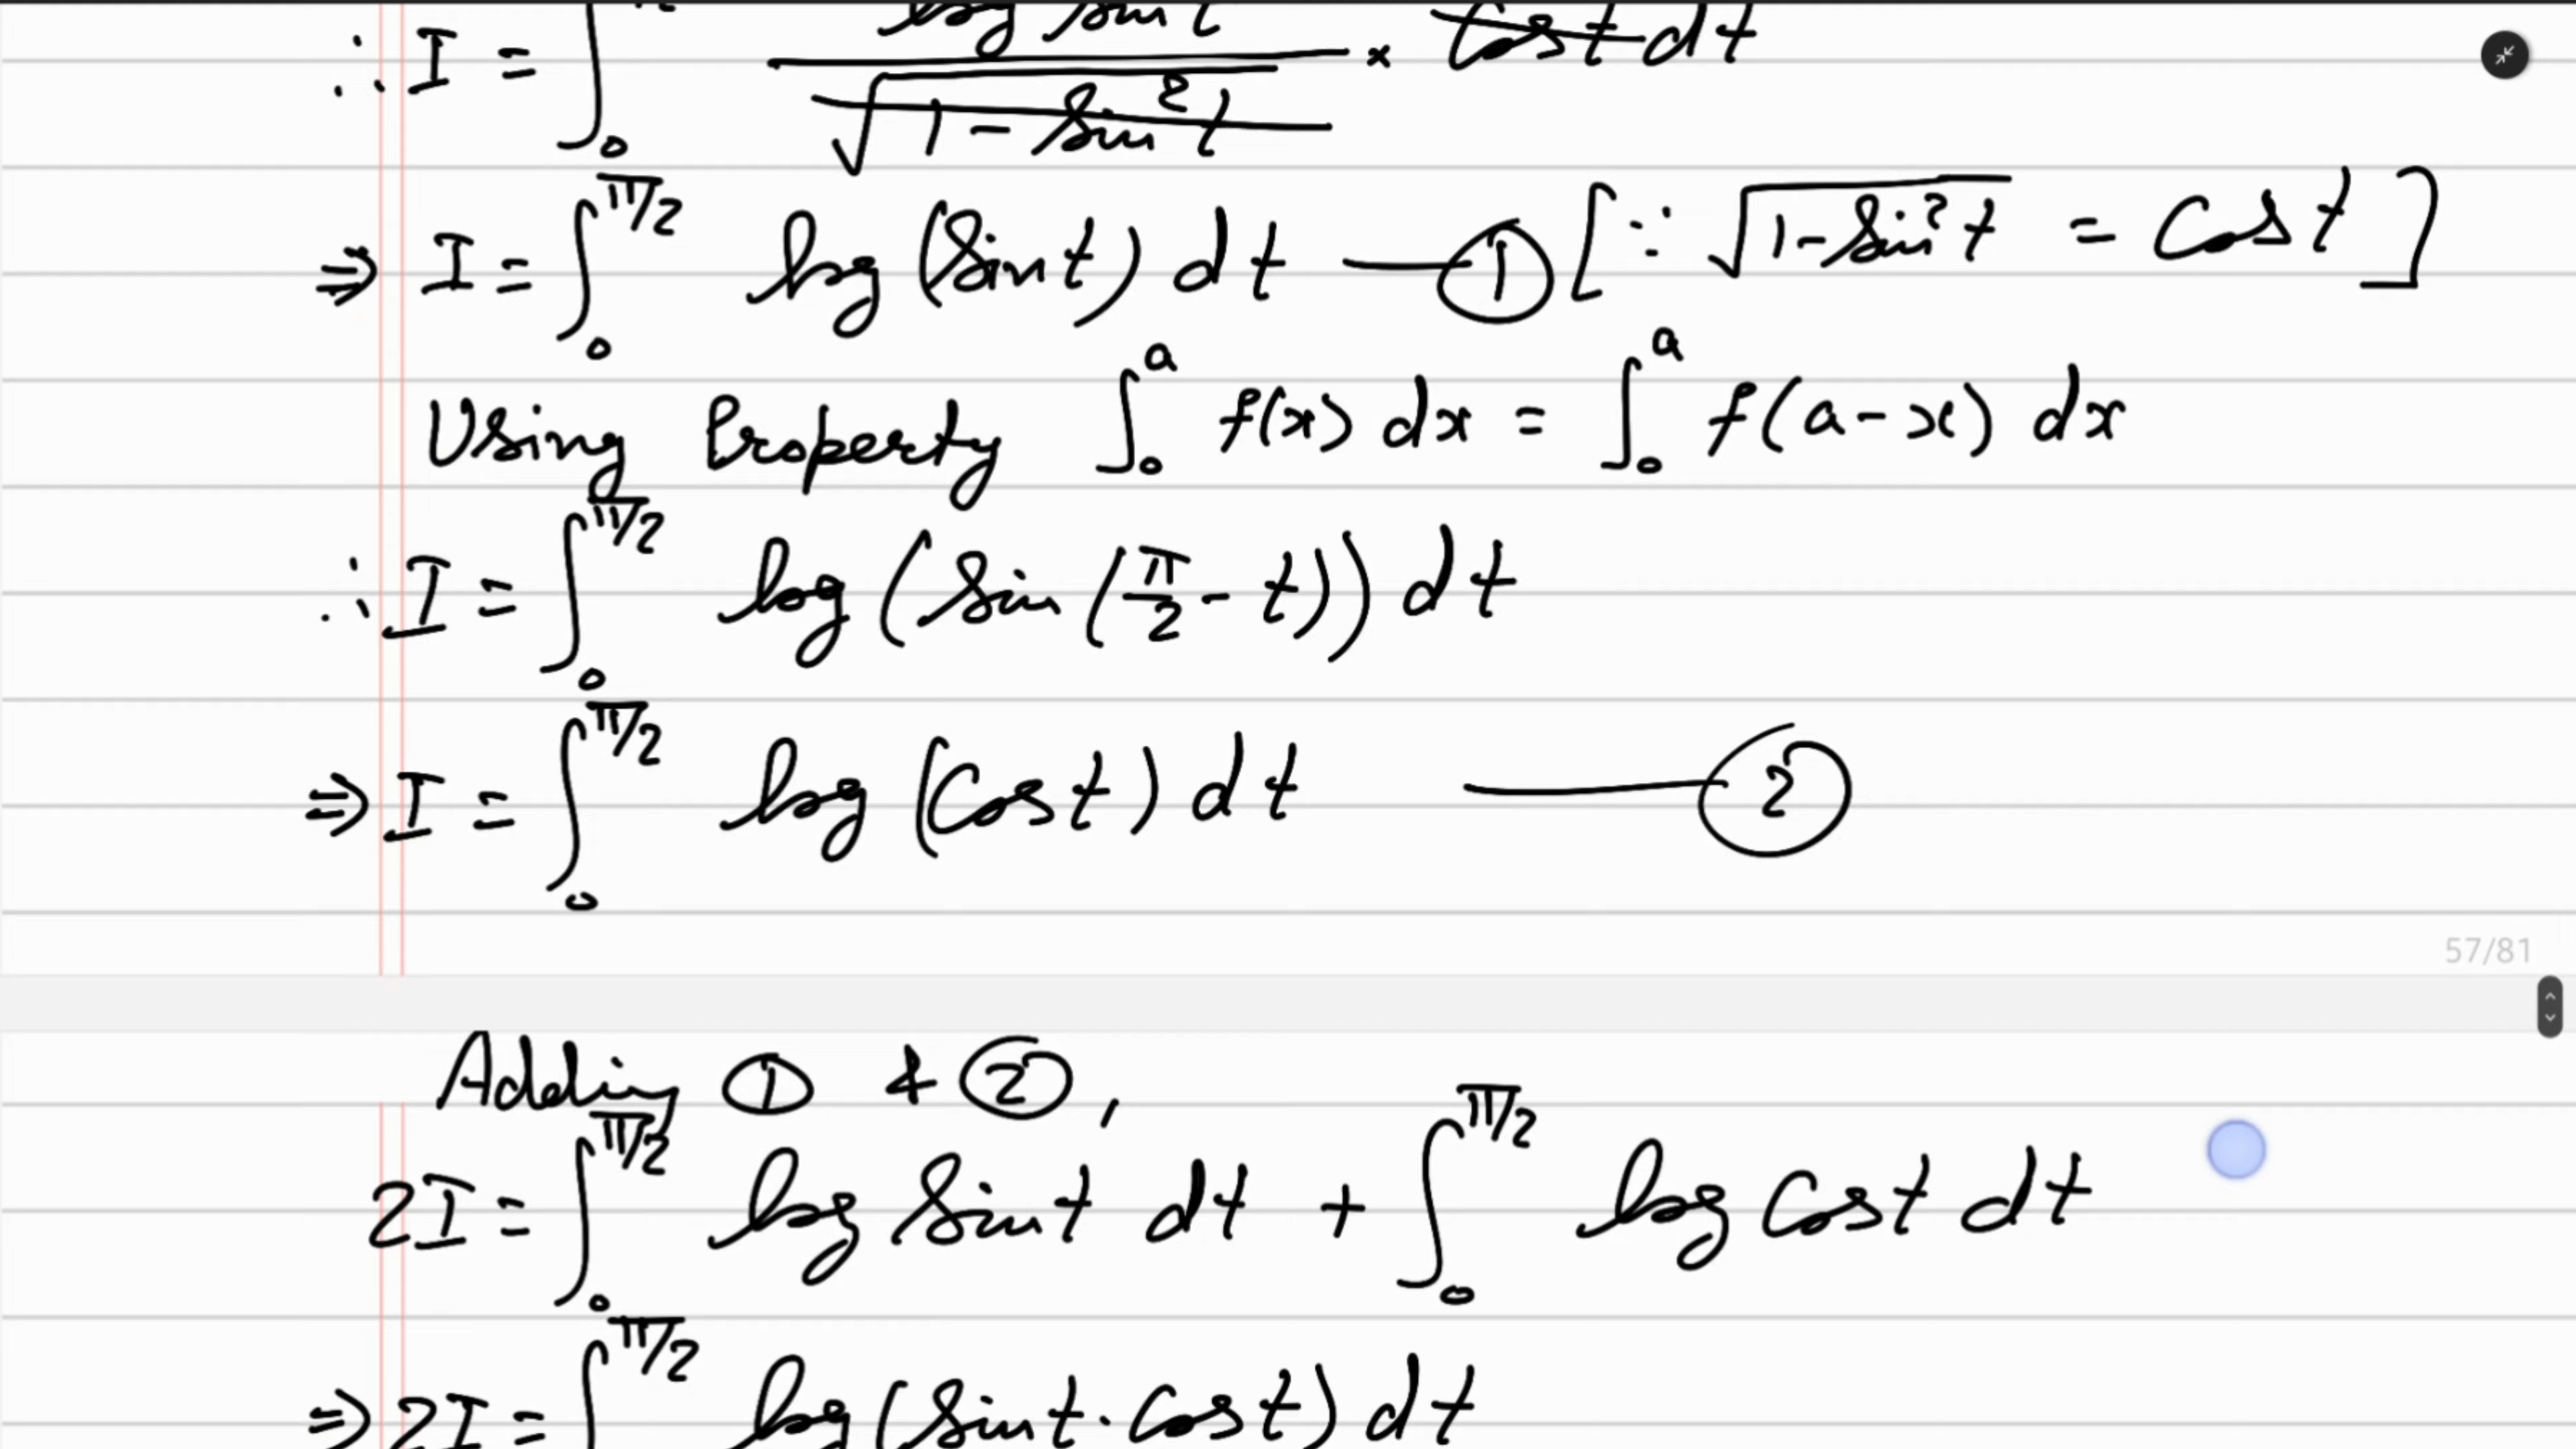 ∴ I = ∫₀ log sin t / √(1 - sin² t) × Cos t dt
⇒ I = ∫₀^π/2 log (Sin t) dt — ① [∵ √(1 - Sin² t) = Cos t]
Using Property ∫₀^a f(x) dx = ∫₀^a f(a - x) dx
∴ I = ∫₀^π/2 log (Sin (π/2 - t)) dt
⇒ I = ∫₀^π/2 log (Cos t) dt — ②
57/81
Adding ① & ②,
2I = ∫₀^π/2 log Sin t dt + ∫₀^π/2 log Cos t dt
⇒ 2I = ∫^π/2 log (Sin t · Cos t) dt